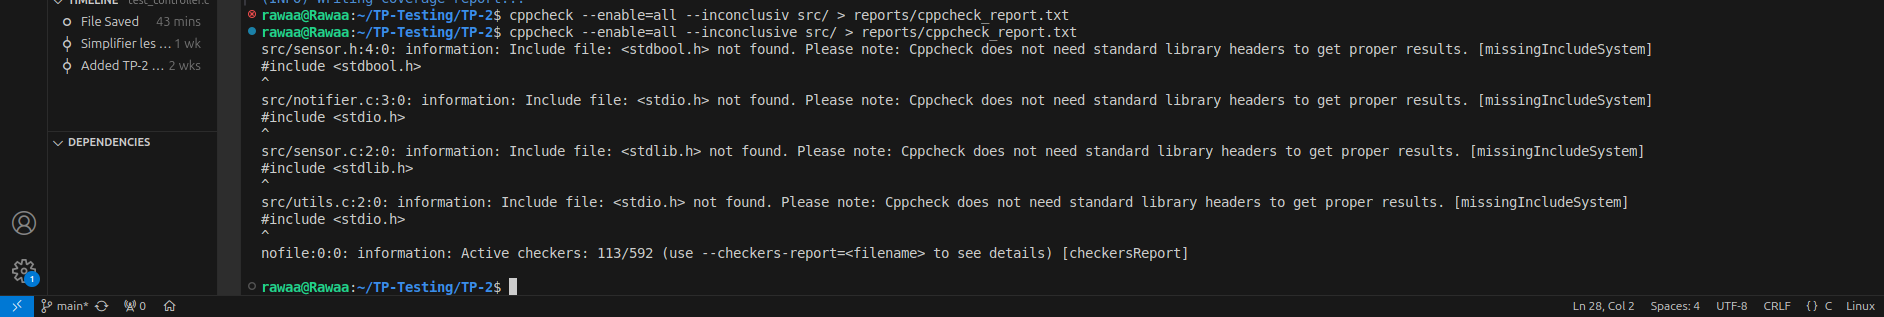 TIMELINE test_controller.c
File Saved 43 mins
Simplifier les ... 1 wk
Added TP-2 ... 2 wks
DEPENDENCIES
(INFO) Writing coverage report...
rawaa@Rawaa:~/TP-Testing/TP-2$ cppcheck --enable=all --inconclusiv src/ > reports/cppcheck_report.txt
rawaa@Rawaa:~/TP-Testing/TP-2$ cppcheck --enable=all --inconclusive src/ > reports/cppcheck_report.txt
src/sensor.h:4:0: information: Include file: <stdbool.h> not found. Please note: Cppcheck does not need standard library headers to get proper results. [missingIncludeSystem]
#include <stdbool.h>
^
src/notifier.c:3:0: information: Include file: <stdio.h> not found. Please note: Cppcheck does not need standard library headers to get proper results. [missingIncludeSystem]
#include <stdio.h>
^
src/sensor.c:2:0: information: Include file: <stdlib.h> not found. Please note: Cppcheck does not need standard library headers to get proper results. [missingIncludeSystem]
#include <stdlib.h>
^
src/utils.c:2:0: information: Include file: <stdio.h> not found. Please note: Cppcheck does not need standard library headers to get proper results. [missingIncludeSystem]
#include <stdio.h>
^
nofile:0:0: information: Active checkers: 113/592 (use --checkers-report=<filename> to see details) [checkersReport]
rawaa@Rawaa:~/TP-Testing/TP-2$
1
main* 0 Ln 28, Col 2 Spaces: 4 UTF-8 CRLF {} C Linux